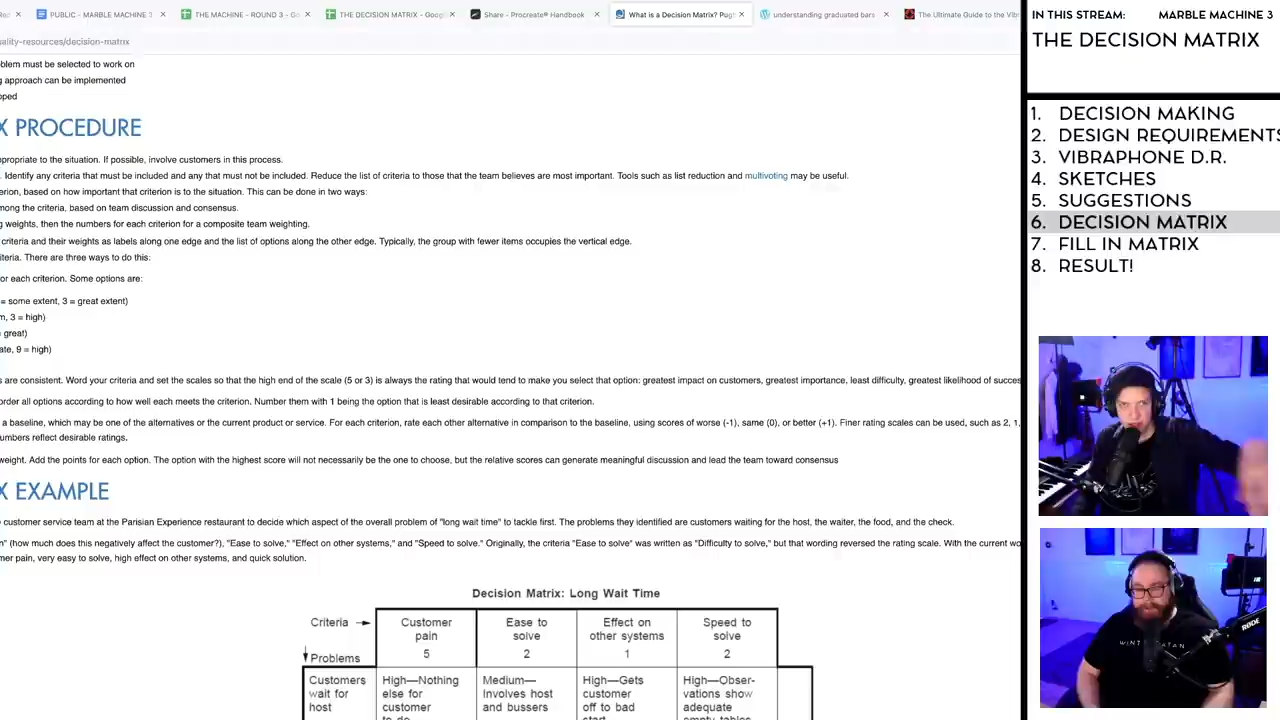 PUBLIC - MARBLE MACHINE 3
THE MACHINE - ROUND 3 - Go
THE DECISION MATRIX - Google
Share – Procreate® Handbook
What is a Decision Matrix? Pugh
understanding graduated bars
The Ultimate Guide to the Vibr
IN THIS STREAM: MARBLE MACHINE 3
THE DECISION MATRIX
uality-resources/decision-matrix
oblem must be selected to work on
g approach can be implemented
oped
X PROCEDURE
propriate to the situation. If possible, involve customers in this process.
. Identify any criteria that must be included and any that must not be included. Reduce the list of criteria to those that the team believes are most important. Tools such as list reduction and multivoting may be useful.
erion, based on how important that criterion is to the situation. This can be done in two ways:
mong the criteria, based on team discussion and consensus.
g weights, then the numbers for each criterion for a composite team weighting.
criteria and their weights as labels along one edge and the list of options along the other edge. Typically, the group with fewer items occupies the vertical edge.
iteria. There are three ways to do this:
or each criterion. Some options are:
= some extent, 3 = great extent)
m, 3 = high)
= great)
ate, 9 = high)
s are consistent. Word your criteria and set the scales so that the high end of the scale (5 or 3) is always the rating that would tend to make you select that option: greatest impact on customers, greatest importance, least difficulty, greatest likelihood of succes
order all options according to how well each meets the criterion. Number them with 1 being the option that is least desirable according to that criterion.
a baseline, which may be one of the alternatives or the current product or service. For each criterion, rate each other alternative in comparison to the baseline, using scores of worse (-1), same (0), or better (+1). Finer rating scales can be used, such as 2, 1,
umbers reflect desirable ratings.
weight. Add the points for each option. The option with the highest score will not necessarily be the one to choose, but the relative scores can generate meaningful discussion and lead the team toward consensus
X EXAMPLE
customer service team at the Parisian Experience restaurant to decide which aspect of the overall problem of "long wait time" to tackle first. The problems they identified are customers waiting for the host, the waiter, the food, and the check.
n" (how much does this negatively affect the customer?), "Ease to solve," "Effect on other systems," and "Speed to solve." Originally, the criteria "Ease to solve" was written as "Difficulty to solve," but that wording reversed the rating scale. With the current wo
mer pain, very easy to solve, high effect on other systems, and quick solution.
Decision Matrix: Long Wait Time
Criteria →
Customer
pain
5
Ease to
solve
2
Effect on
other systems
1
Speed to
solve
2
↓ Problems
Customers
wait for
host
High—Nothing
else for
customer
to do
Medium—
Involves host
and bussers
High—Gets
customer
off to bad
start
High—Obser-
vations show
adequate
empty tables
1. DECISION MAKING
2. DESIGN REQUIREMENTS
3. VIBRAPHONE D.R.
4. SKETCHES
5. SUGGESTIONS
6. DECISION MATRIX
7. FILL IN MATRIX
8. RESULT!
RØDE